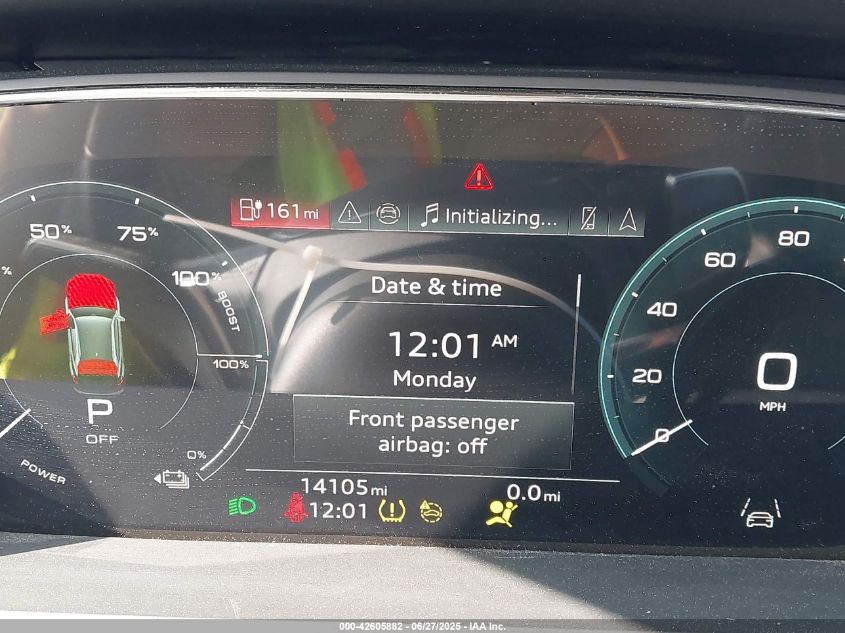 161 mi
Initializing...
50%
75%
100%
BOOST
100%
0%
POWER
P
OFF
Date & time
12:01 AM
Monday
Front passenger
airbag: off
14105 mi
0.0 mi
12:01
80
60
40
20
0
0
MPH
000-42605882 - 06/27/2025 - IAA Inc.